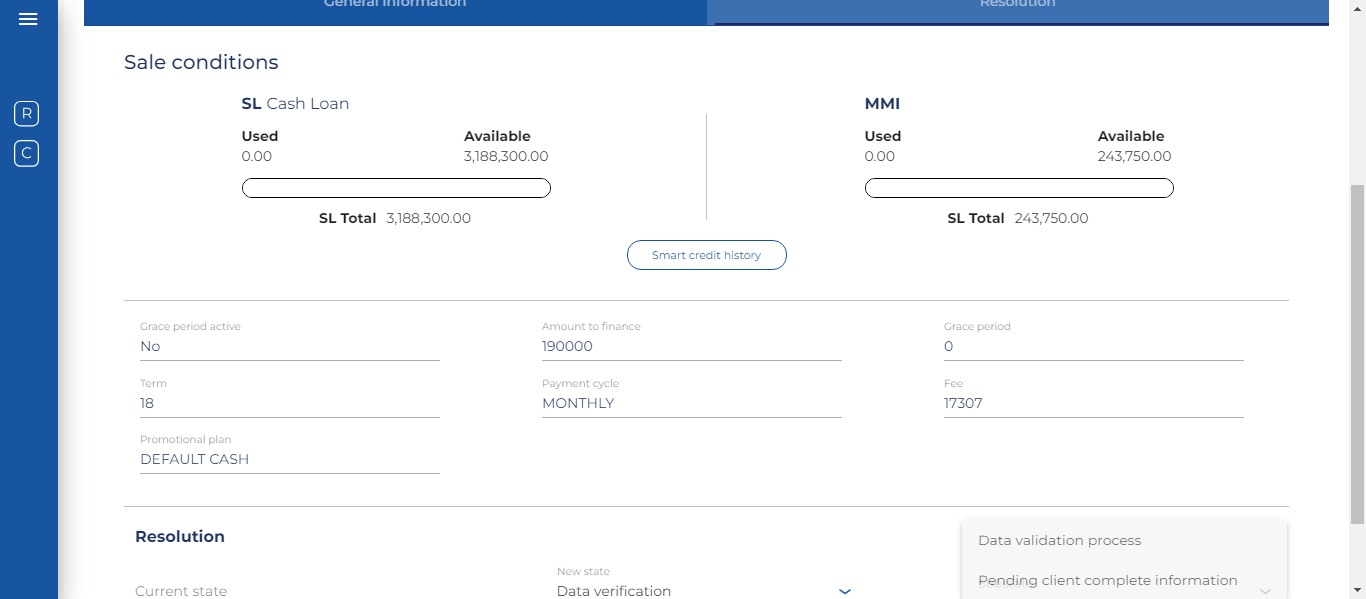 General Information
Resolution
R
C
Sale conditions
SL Cash Loan
Used
Available
0.00
3,188,300.00
SL Total 3,188,300.00
MMI
Used
Available
0.00
243,750.00
SL Total 243,750.00
Smart credit history
Grace period active
No
Amount to finance
190000
Grace period
0
Term
18
Payment cycle
MONTHLY
Fee
17307
Promotional plan
DEFAULT CASH
Resolution
Current state
New state
Data verification
Data validation process
Pending client complete information